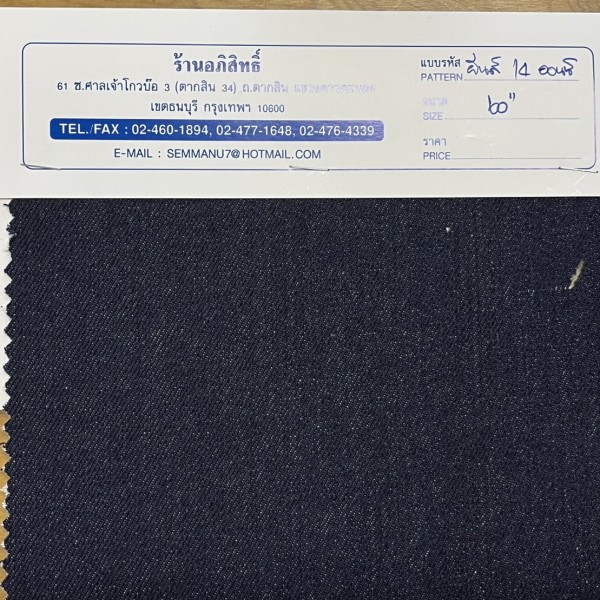 ร้านอภิสิทธิ์
61 ซ.ศาลเจ้าโกวบ๊อ 3 (ตากสิน 34) ถ.ตากสิน
เขตธนบุรี กรุงเทพฯ 10600
TEL./FAX : 02-460-1894, 02-477-1648, 02-476-4339
E-MAIL : SEMMANU7@HOTMAIL.COM
แบบรหัส ยีนส์ 14 ออนซ์
PATTERN
ขนาด ๖๐"
SIZE
ราคา
PRICE